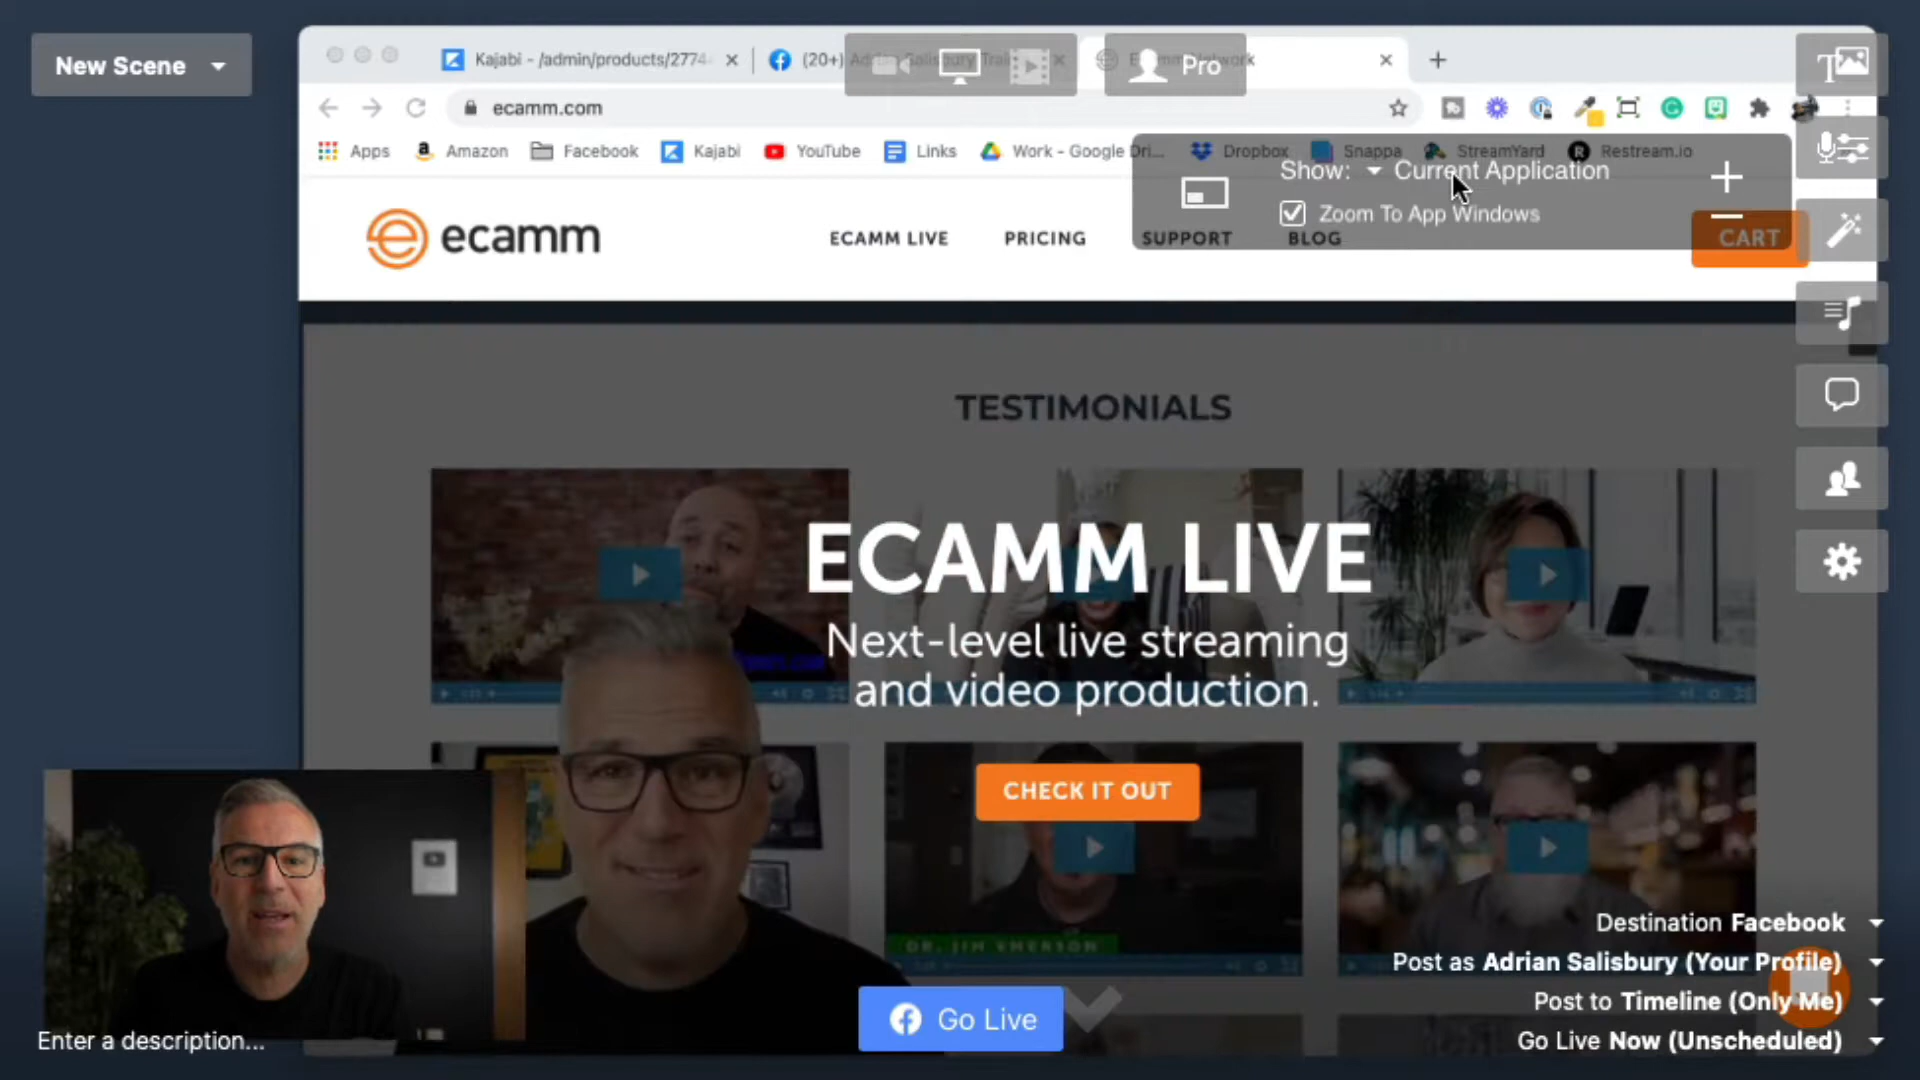 New Scene
Kajabi - /admin/products/2774
(20+)
Pro
ecamm.com
Apps
Amazon
Facebook
Kajabi
YouTube
Links
Work - Google Dri...
Dropbox
Snappa
StreamYard
Restream.io
Show: Current Application
Zoom To App Windows
ecamm
ECAMM LIVE
PRICING
SUPPORT
BLOG
CART
TESTIMONIALS
ECAMM LIVE
Next-level live streaming
and video production.
CHECK IT OUT
DR. JIM EMERSON
Destination Facebook
Post as Adrian Salisbury (Your Profile)
Post to Timeline (Only Me)
Go Live Now (Unscheduled)
Go Live
Enter a description...